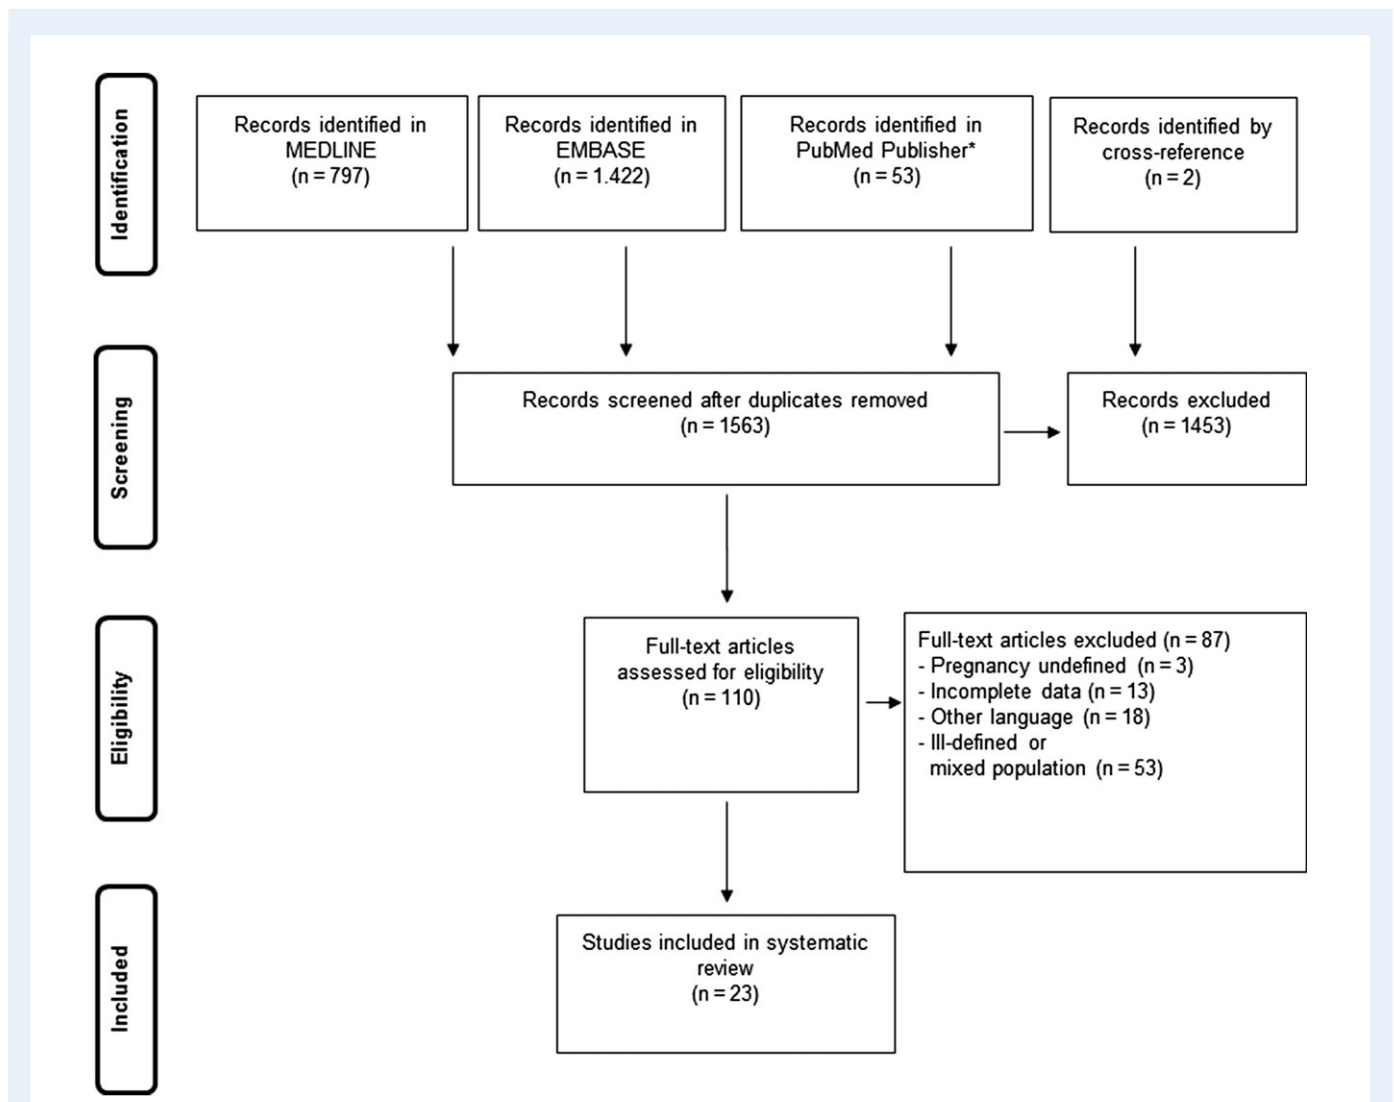 Identification
Records identified in
MEDLINE
(n = 797)
Records identified in
EMBASE
(n = 1.422)
Records identified in
PubMed Publisher*
(n = 53)
Records identified by
cross-reference
(n = 2)
Screening
Records screened after duplicates removed
(n = 1563)
Records excluded
(n = 1453)
Eligibility
Full-text articles
assessed for eligibility
(n = 110)
Full-text articles excluded (n = 87)
- Pregnancy undefined (n = 3)
- Incomplete data (n = 13)
- Other language (n = 18)
- Ill-defined or
mixed population (n = 53)
Included
Studies included in systematic
review
(n = 23)